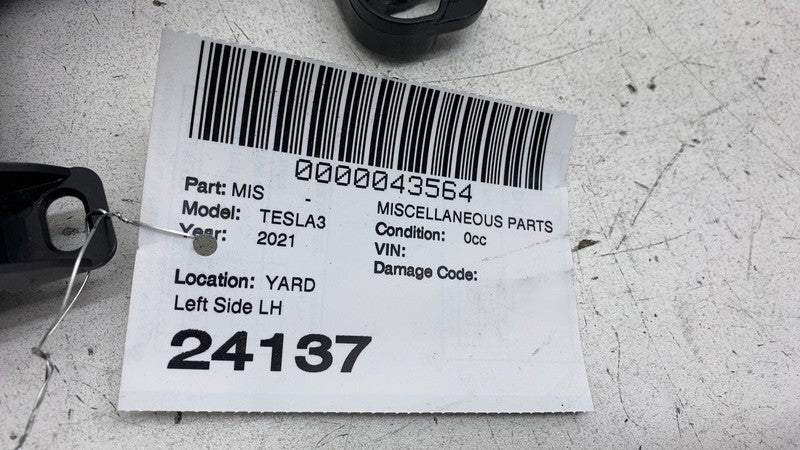 0000043564
Part: MIS - MISCELLANEOUS PARTS
Model: TESLA3 Condition: 0cc
Year: 2021 VIN:
Damage Code:
Location: YARD
Left Side LH
24137